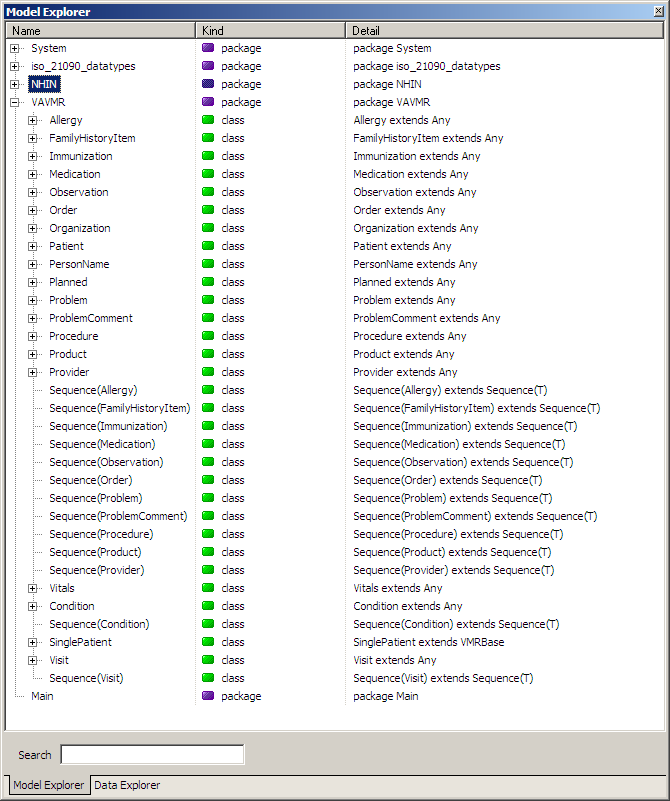 Model Explorer
Name Kind Detail
System package package System
iso_21090_datatypes package package iso_21090_datatypes
NHIN package package NHIN
VAVMR package package VAVMR
Allergy class Allergy extends Any
FamilyHistoryItem class FamilyHistoryItem extends Any
Immunization class Immunization extends Any
Medication class Medication extends Any
Observation class Observation extends Any
Order class Order extends Any
Organization class Organization extends Any
Patient class Patient extends Any
PersonName class PersonName extends Any
Planned class Planned extends Any
Problem class Problem extends Any
ProblemComment class ProblemComment extends Any
Procedure class Procedure extends Any
Product class Product extends Any
Provider class Provider extends Any
Sequence(Allergy) class Sequence(Allergy) extends Sequence(T)
Sequence(FamilyHistoryItem) class Sequence(FamilyHistoryItem) extends Sequence(T)
Sequence(Immunization) class Sequence(Immunization) extends Sequence(T)
Sequence(Medication) class Sequence(Medication) extends Sequence(T)
Sequence(Observation) class Sequence(Observation) extends Sequence(T)
Sequence(Order) class Sequence(Order) extends Sequence(T)
Sequence(Problem) class Sequence(Problem) extends Sequence(T)
Sequence(ProblemComment) class Sequence(ProblemComment) extends Sequence(T)
Sequence(Procedure) class Sequence(Procedure) extends Sequence(T)
Sequence(Product) class Sequence(Product) extends Sequence(T)
Sequence(Provider) class Sequence(Provider) extends Sequence(T)
Vitals class Vitals extends Any
Condition class Condition extends Any
Sequence(Condition) class Sequence(Condition) extends Sequence(T)
SinglePatient class SinglePatient extends VMRBase
Visit class Visit extends Any
Sequence(Visit) class Sequence(Visit) extends Sequence(T)
Main package package Main
Search
Model Explorer Data Explorer